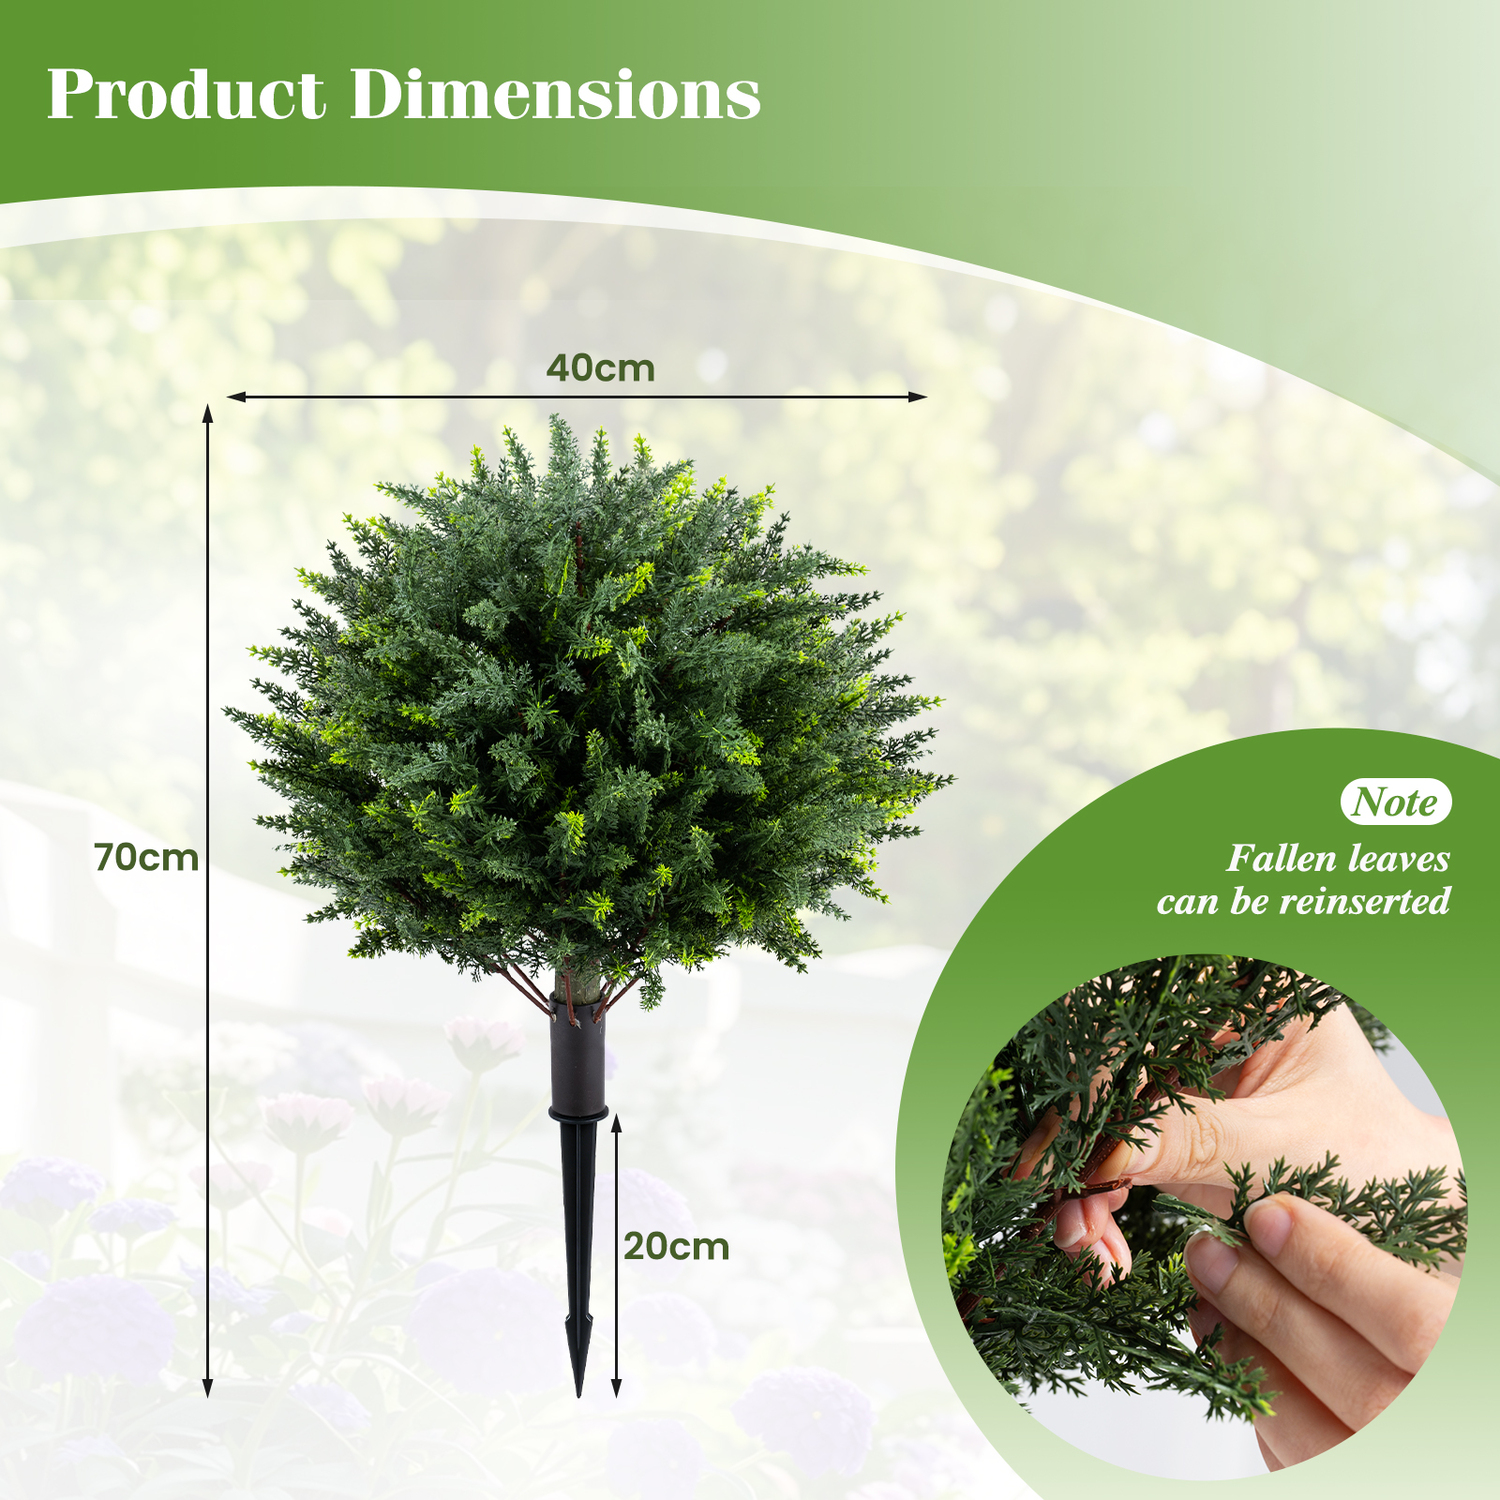 Product Dimensions
40cm
70cm
20cm
Note
Fallen leaves
can be reinserted